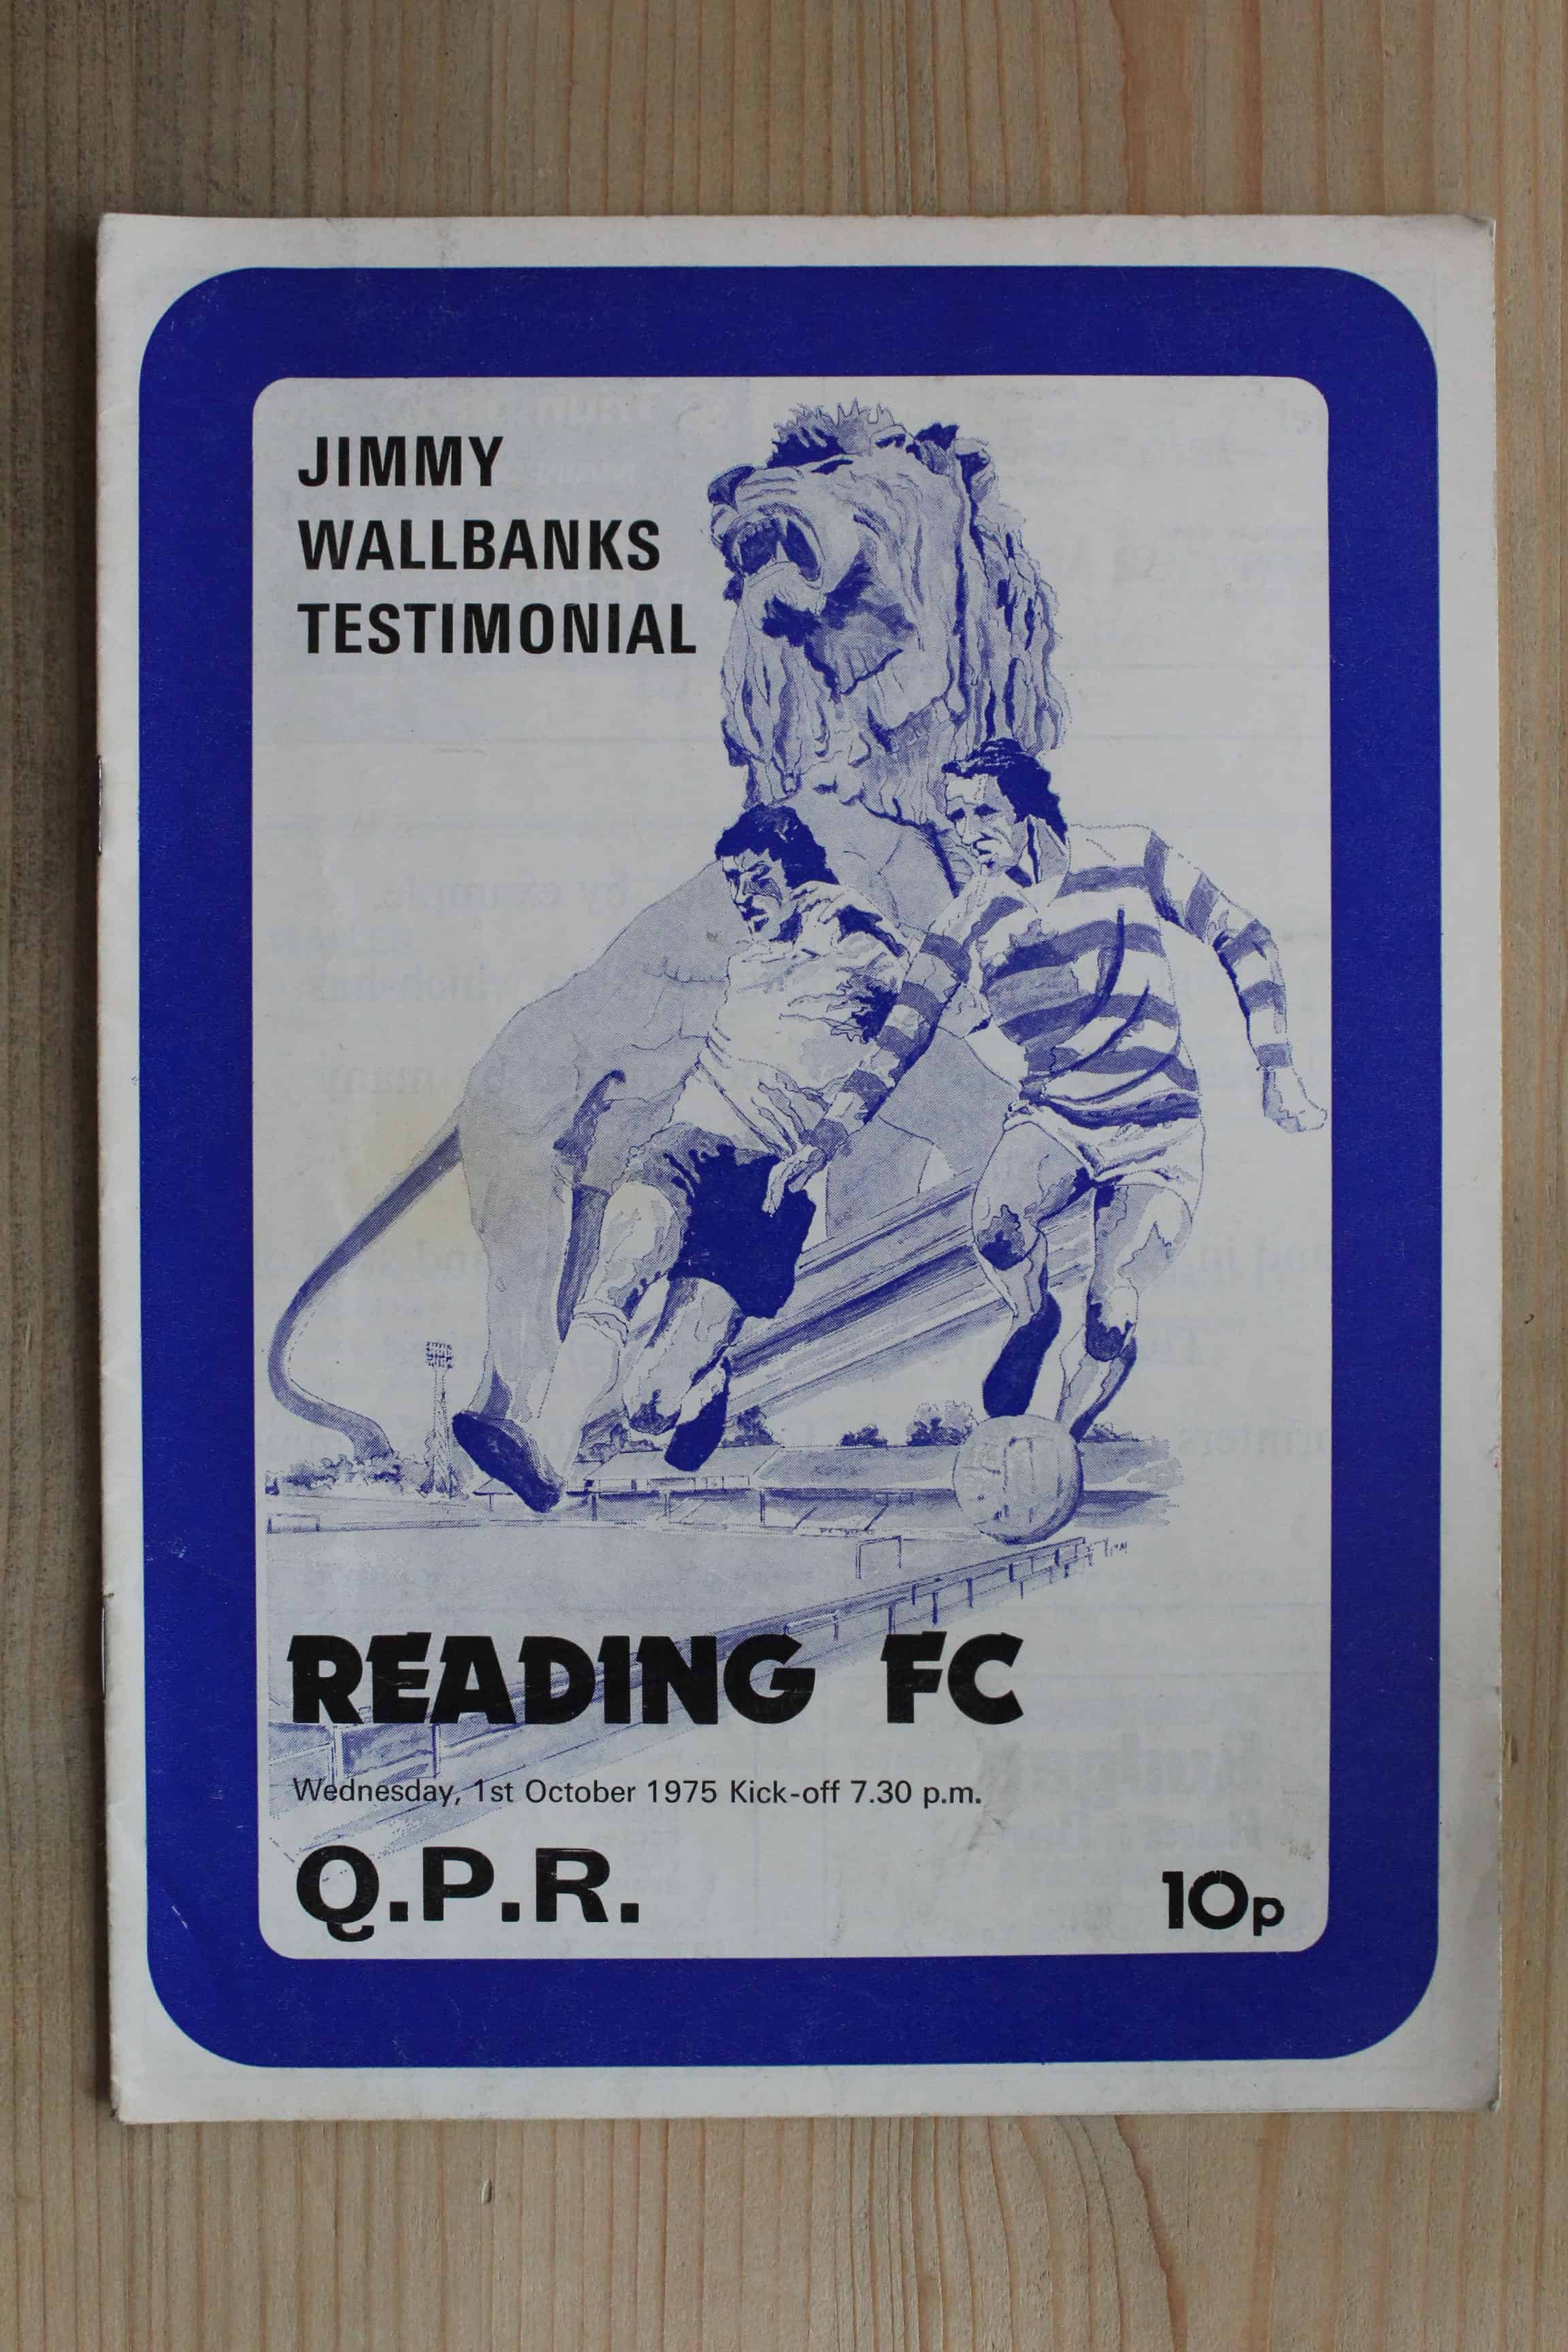 JIMMY
WALLBANKS
TESTIMONIAL
READING FC
Wednesday, 1st October 1975 Kick-off 7.30 p.m.
Q.P.R.
10p